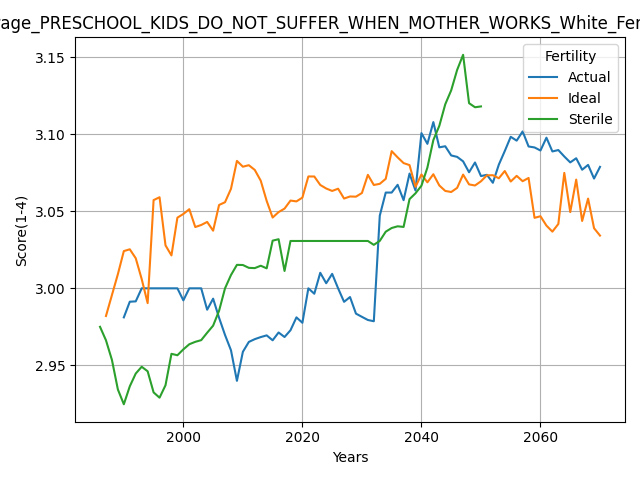 rage_PRESCHOOL_KIDS_DO_NOT_SUFFER_WHEN_MOTHER_WORKS_White_Fer
3.15
3.10
3.05
3.00
2.95
Score(1-4)
Fertility
Actual
Ideal
Sterile
2000
2020
2040
2060
Years